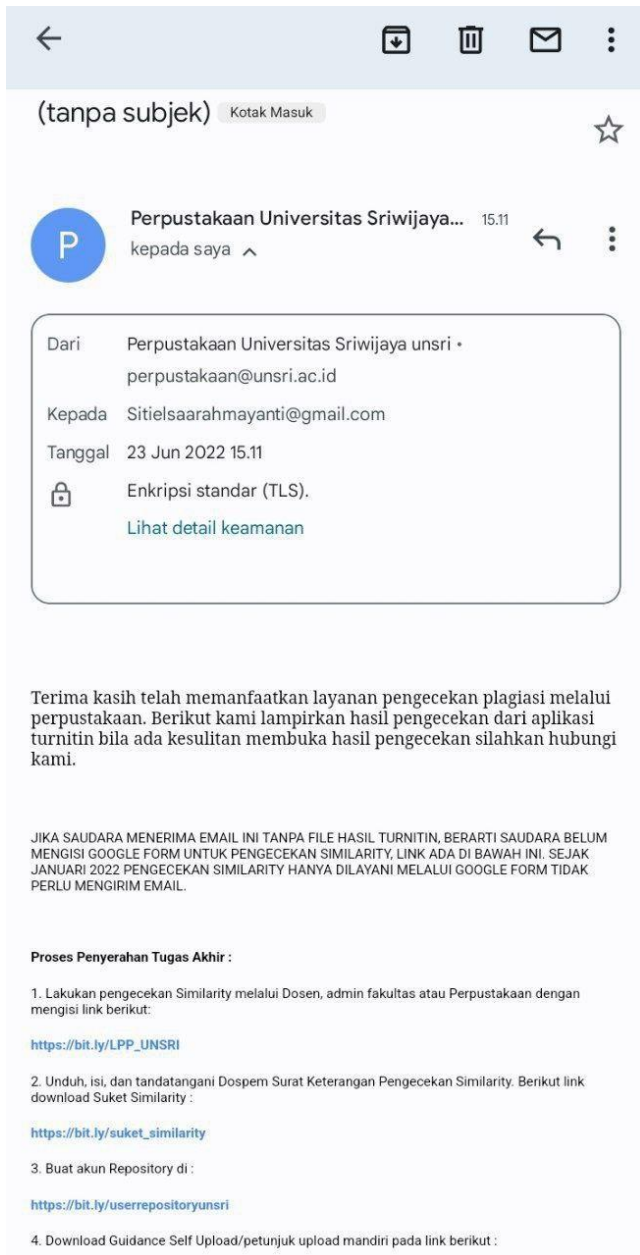 (tanpa subjek) Kotak Masuk
P
Perpustakaan Universitas Sriwijaya... 15.11
kepada saya
Dari Perpustakaan Universitas Sriwijaya unsri •
perpustakaan@unsri.ac.id
Kepada Sitielsaarahmayanti@gmail.com
Tanggal 23 Jun 2022 15.11
Enkripsi standar (TLS).
Lihat detail keamanan
Terima kasih telah memanfaatkan layanan pengecekan plagiasi melalui
perpustakaan. Berikut kami lampirkan hasil pengecekan dari aplikasi
turnitin bila ada kesulitan membuka hasil pengecekan silahkan hubungi
kami.
JIKA SAUDARA MENERIMA EMAIL INI TANPA FILE HASIL TURNITIN, BERARTI SAUDARA BELUM
MENGISI GOOGLE FORM UNTUK PENGECEKAN SIMILARITY, LINK ADA DI BAWAH INI. SEJAK
JANUARI 2022 PENGECEKAN SIMILARITY HANYA DILAYANI MELALUI GOOGLE FORM TIDAK
PERLU MENGIRIM EMAIL.
Proses Penyerahan Tugas Akhir :
1. Lakukan pengecekan Similarity melalui Dosen, admin fakultas atau Perpustakaan dengan
mengisi link berikut:
https://bit.ly/LPP_UNSRI
2. Unduh, isi, dan tandatangani Dospem Surat Keterangan Pengecekan Similarity. Berikut link
download Suket Similarity :
https://bit.ly/suket_similarity
3. Buat akun Repository di :
https://bit.ly/userrepositoryunsri
4. Download Guidance Self Upload/petunjuk upload mandiri pada link berikut :